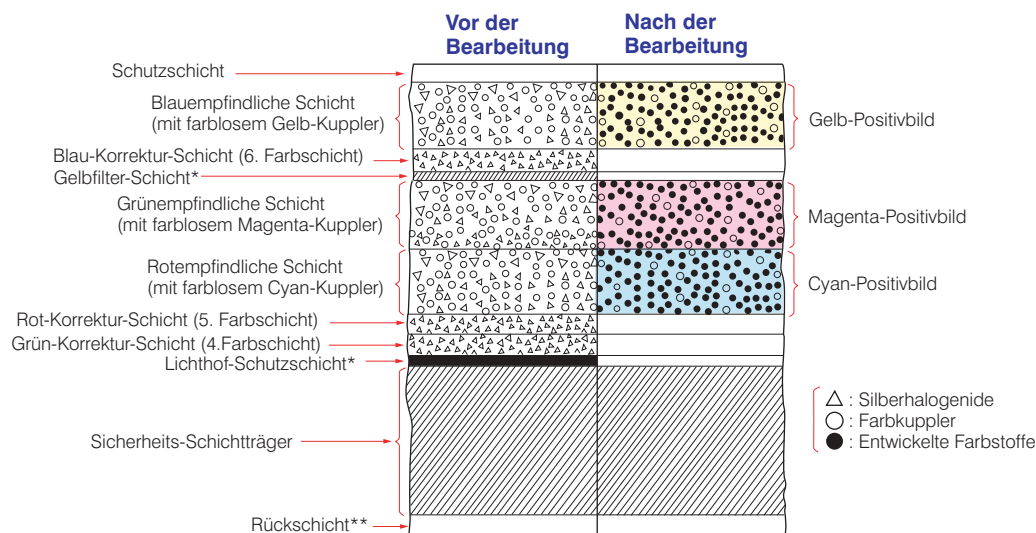 Vor der
Bearbeitung
Nach der
Bearbeitung
Schutzschicht
Blauempfindliche Schicht
(mit farblosem Gelb-Kuppler)
Gelb-Positivbild
Blau-Korrektur-Schicht (6. Farbschicht)
Gelbfilter-Schicht*
Grünempfindliche Schicht
(mit farblosem Magenta-Kuppler)
Magenta-Positivbild
Rotempfindliche Schicht
(mit farblosem Cyan-Kuppler)
Cyan-Positivbild
Rot-Korrektur-Schicht (5. Farbschicht)
Grün-Korrektur-Schicht (4.Farbschicht)
Lichthof-Schutzschicht*
Sicherheits-Schichtträger
: Silberhalogenide
: Farbkuppler
: Entwickelte Farbstoffe
Rückschicht**